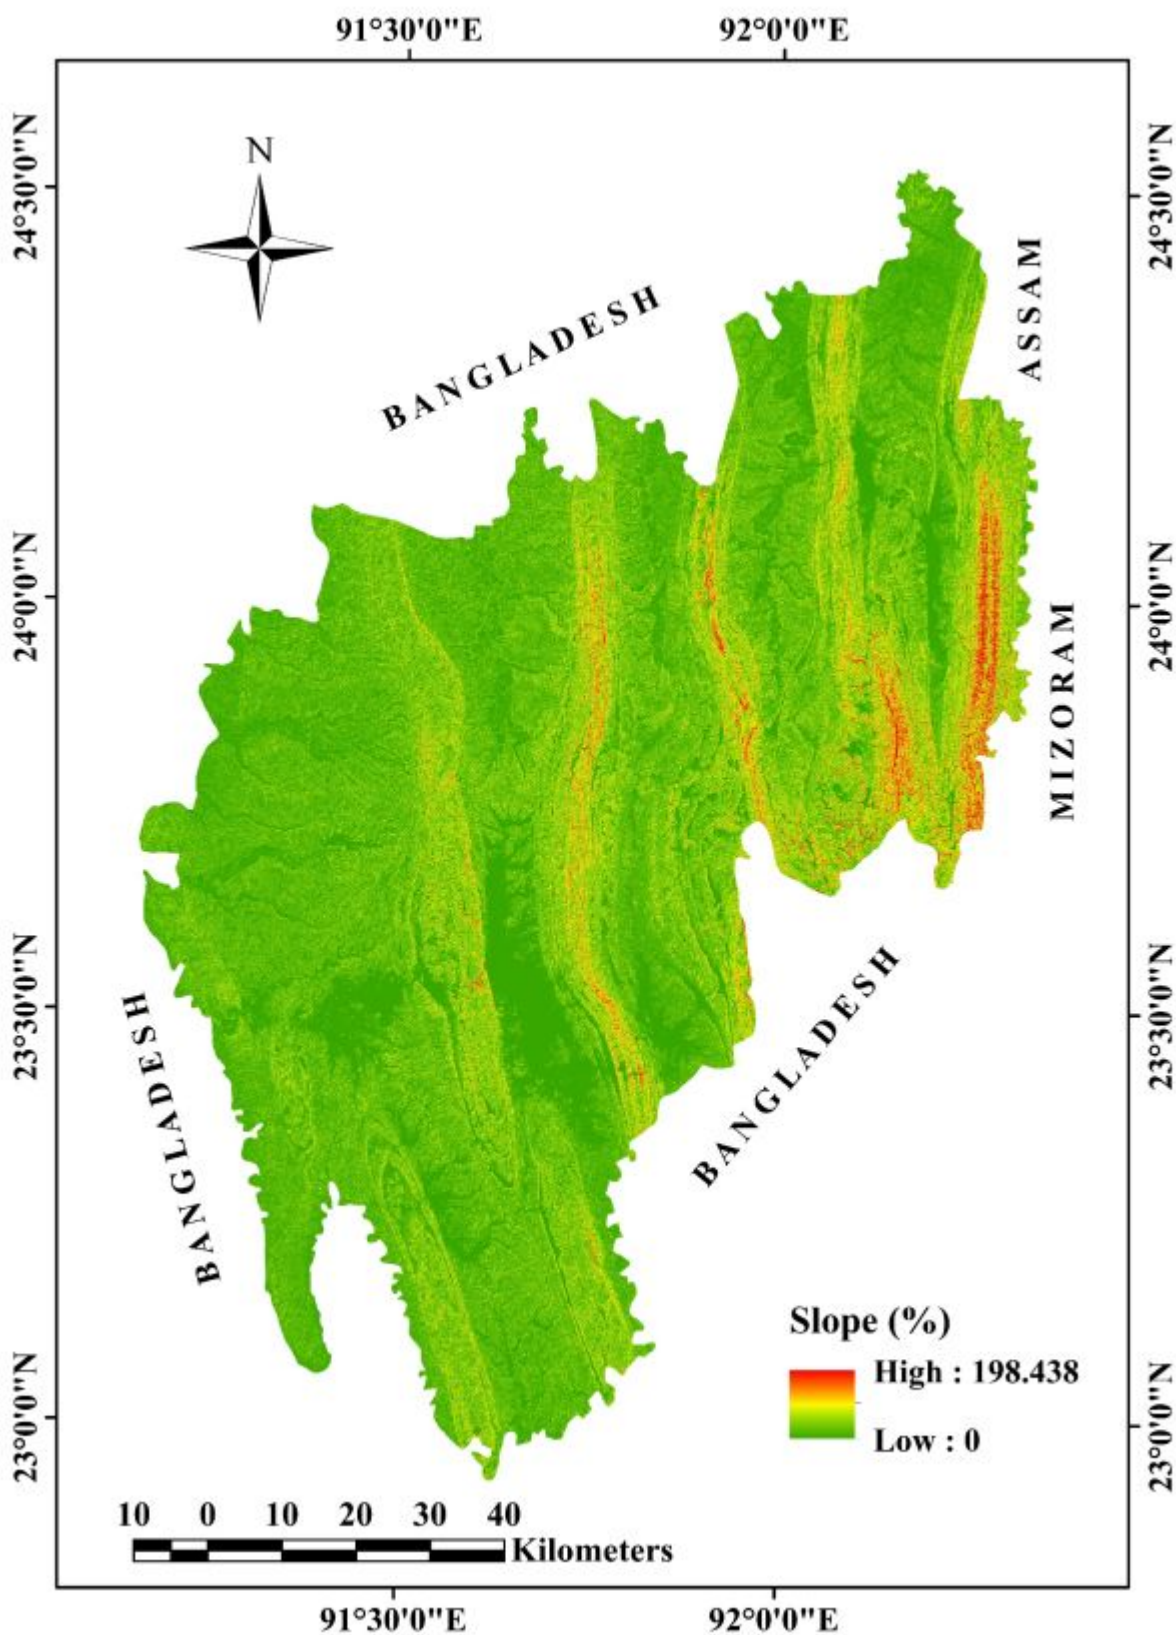 91°30'0"E
92°0'0"E
24°30'0"N
24°30'0"N
N
ASSAM
BANGLADESH
24°0'0"N
24°0'0"N
MIZORAM
23°30'0"N
23°30'0"N
BANGLADESH
BANGLADESH
Slope (%)
High : 198.438
Low : 0
23°0'0"N
23°0'0"N
10 0 10 20 30 40
Kilometers
91°30'0"E
92°0'0"E